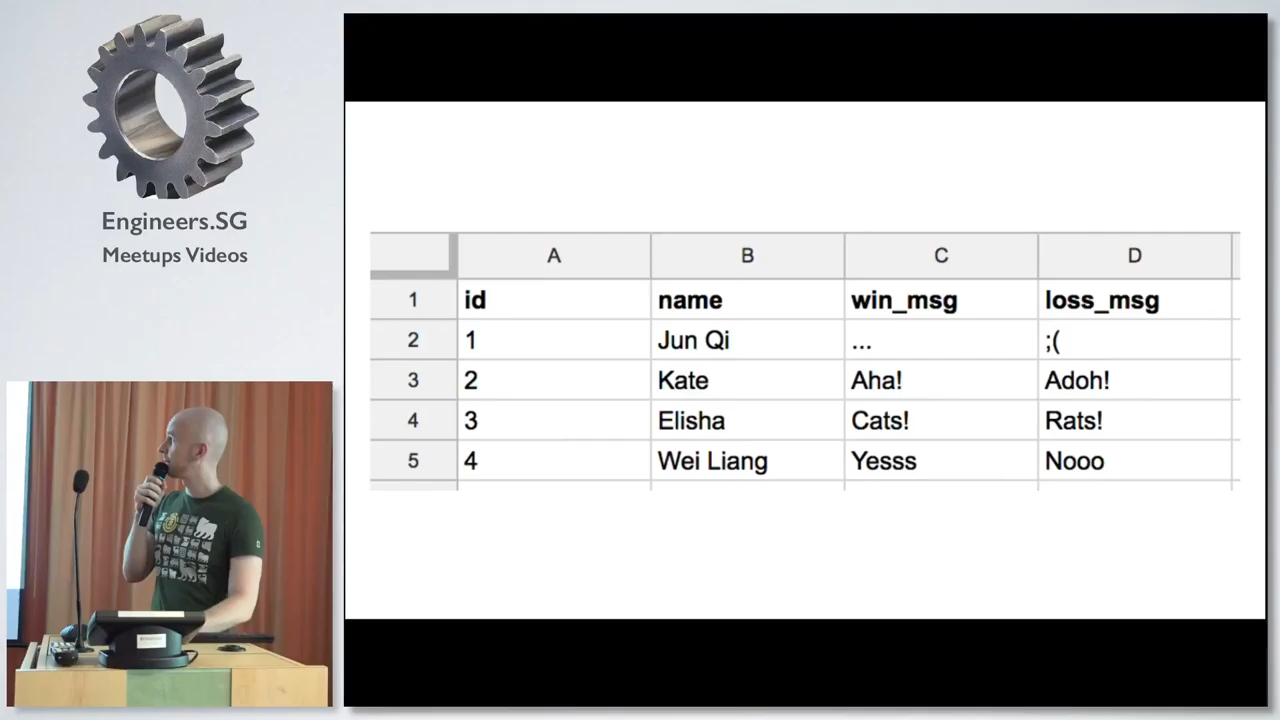 Engineers.SG
Meetups Videos
A B C D
1 id name win_msg loss_msg
2 1 Jun Qi ... ;(
3 2 Kate Aha! Adoh!
4 3 Elisha Cats! Rats!
5 4 Wei Liang Yesss Nooo